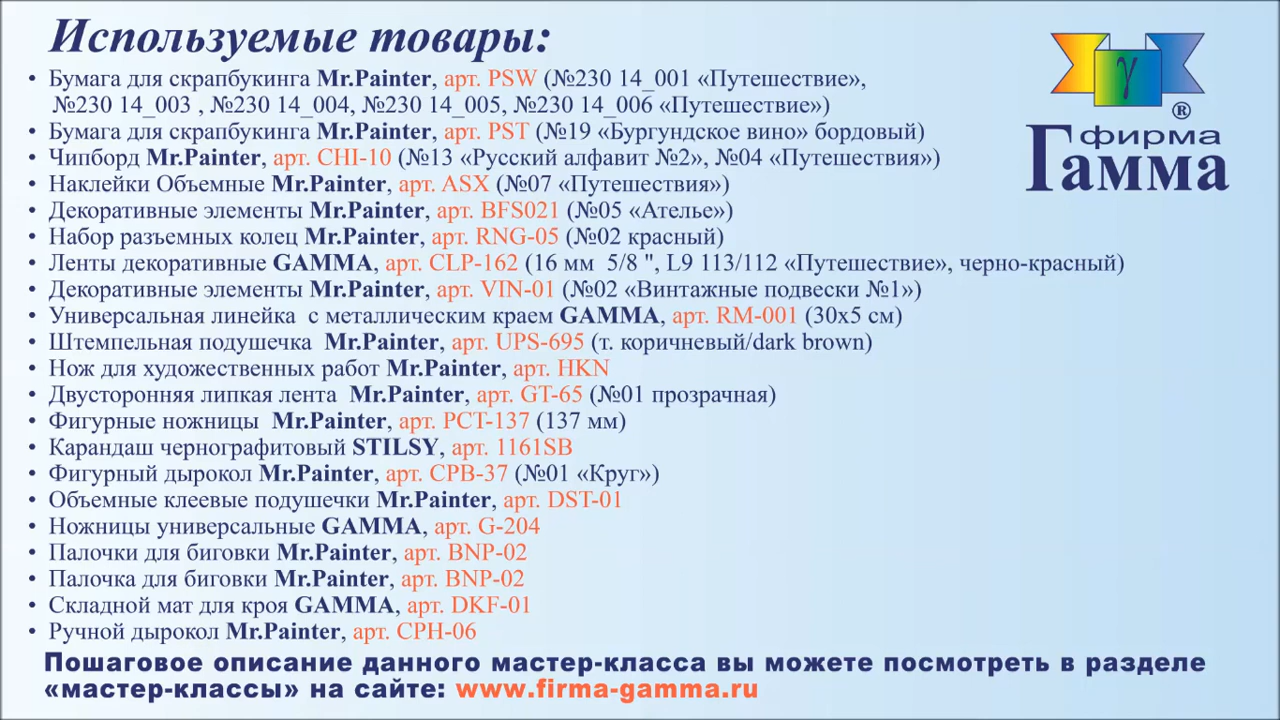 Используемые товары:
• Бумага для скрапбукинга Mr.Painter, арт. PSW (№230 14_001 «Путешествие»,
№230 14_003 , №230 14_004, №230 14_005, №230 14_006 «Путешествие»)
• Бумага для скрапбукинга Mr.Painter, арт. PST (№19 «Бургундское вино» бордовый)
• Чипборд Mr.Painter, арт. CHI-10 (№13 «Русский алфавит №2», №04 «Путешествия»)
• Наклейки Объемные Mr.Painter, арт. ASX (№07 «Путешествия»)
• Декоративные элементы Mr.Painter, арт. BFS021 (№05 «Ателье»)
• Набор разъемных колец Mr.Painter, арт. RNG-05 (№02 красный)
• Ленты декоративные GAMMA, арт. CLP-162 (16 мм  5/8 ", L9 113/112 «Путешествие», черно-красный)
• Декоративные элементы Mr.Painter, арт. VIN-01 (№02 «Винтажные подвески №1»)
• Универсальная линейка  с металлическим краем GAMMA, арт. RM-001 (30х5 см)
• Штемпельная подушечка  Mr.Painter, арт. UPS-695 (т. коричневый/dark brown)
• Нож для художественных работ Mr.Painter, арт. HKN
• Двусторонняя липкая лента  Mr.Painter, арт. GT-65 (№01 прозрачная)
• Фигурные ножницы  Mr.Painter, арт. PCT-137 (137 мм)
• Карандаш чернографитовый STILSY, арт. 1161SB
• Фигурный дырокол Mr.Painter, арт. CPB-37 (№01 «Круг»)
• Объемные клеевые подушечки Mr.Painter, арт. DST-01
• Ножницы универсальные GAMMA, арт. G-204
• Палочки для биговки Mr.Painter, арт. BNP-02
• Палочка для биговки Mr.Painter, арт. BNP-02
• Складной мат для кроя GAMMA, арт. DKF-01
• Ручной дырокол Mr.Painter, арт. CPH-06
Пошаговое описание данного мастер-класса вы можете посмотреть в разделе
«мастер-классы» на сайте: www.firma-gamma.ru
γ
®
фирма
Гамма